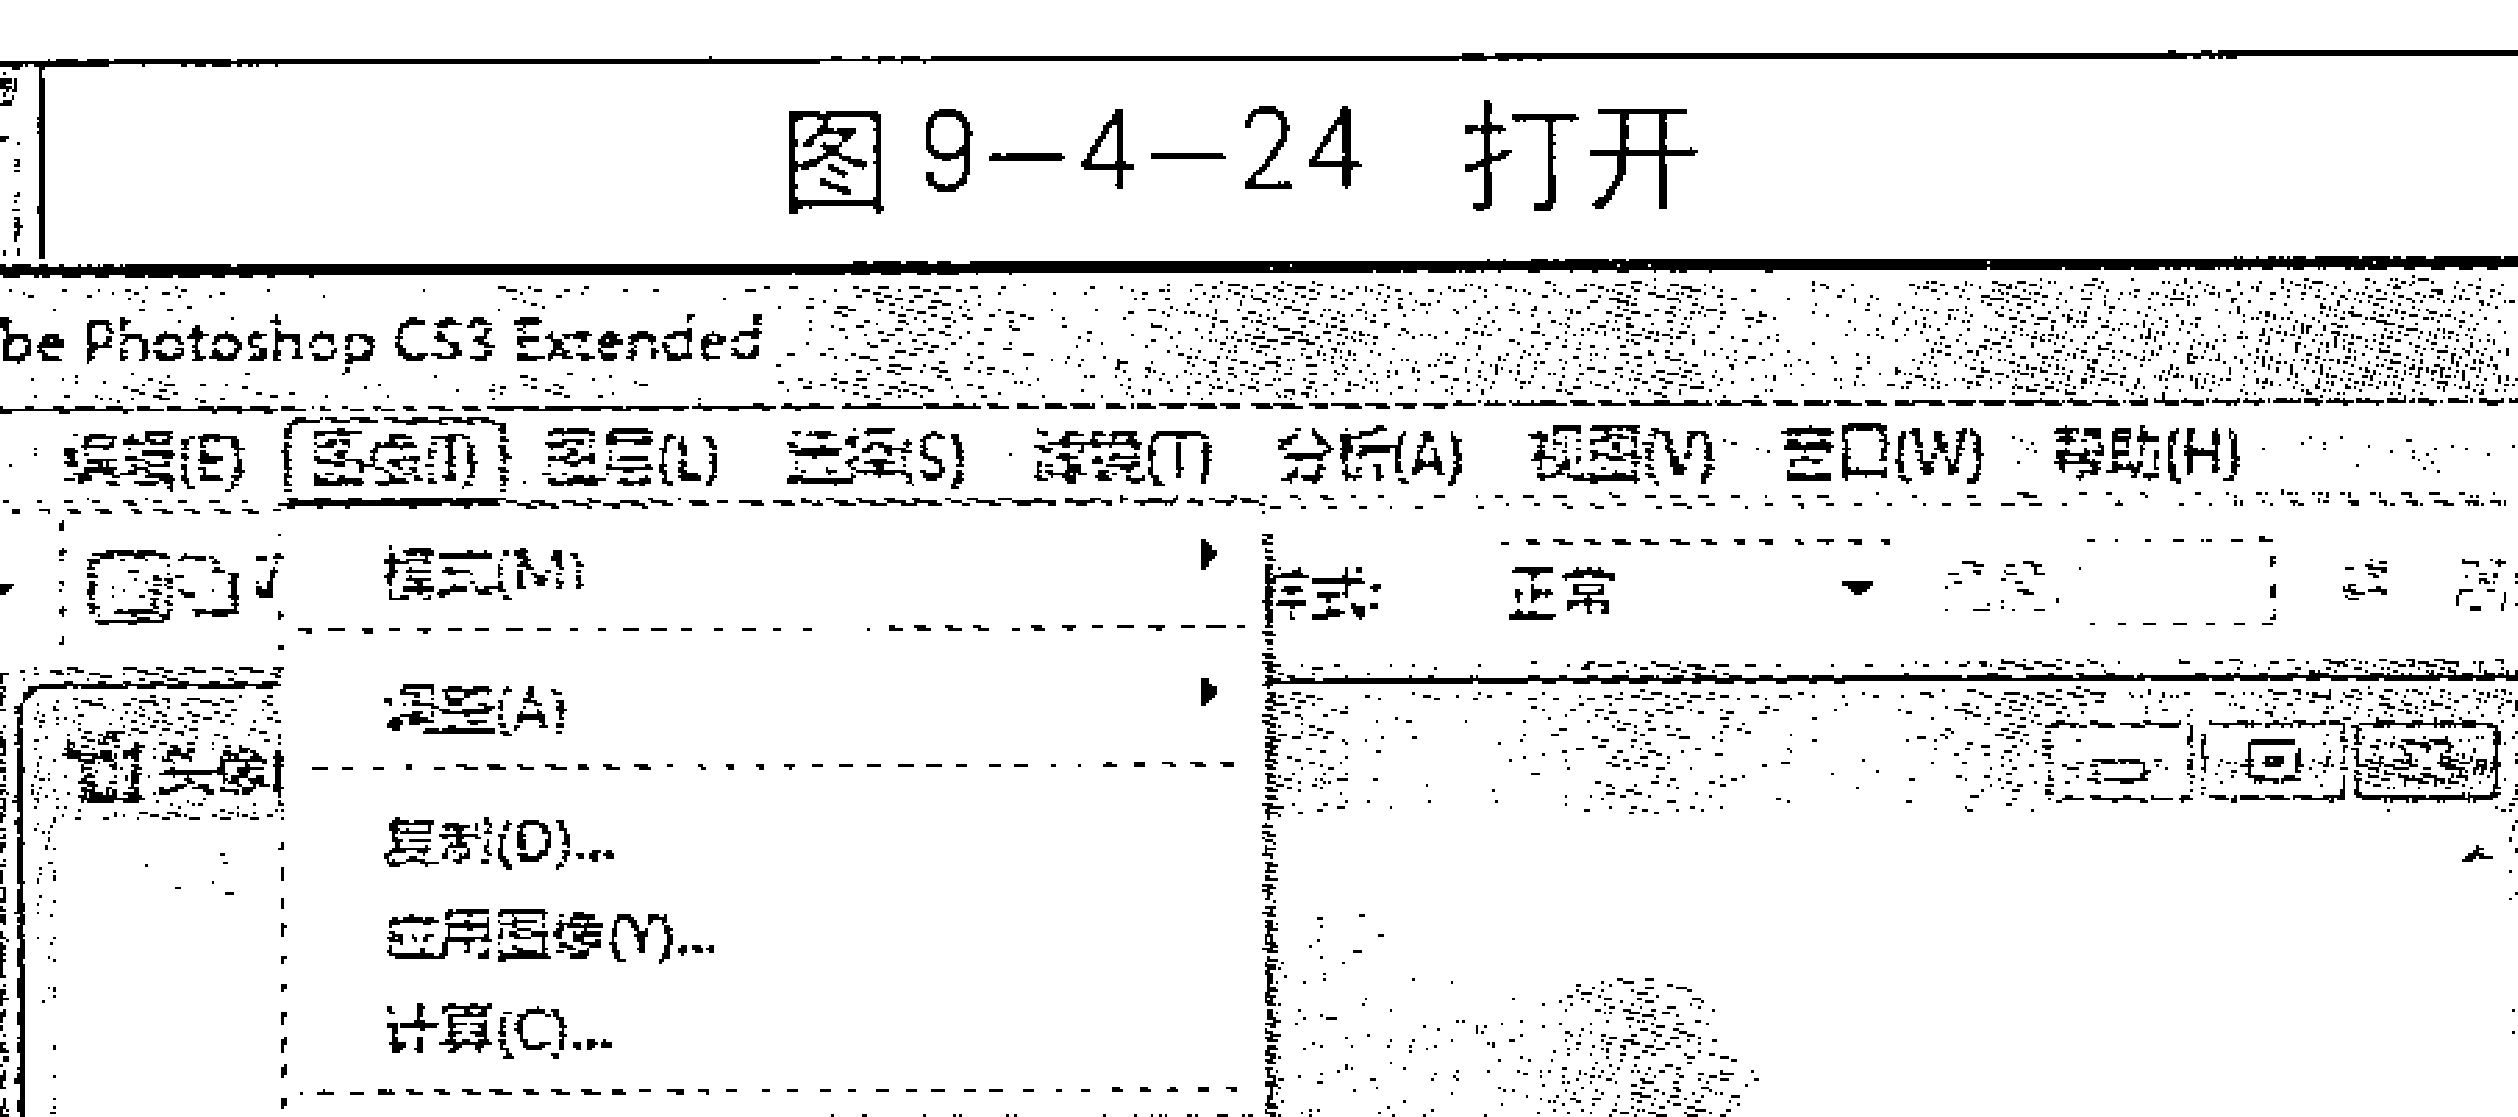 图9-4-24 打开
be Photoshop CS3 Extended
编辑(E) 图像(I) 图层(L) 选择(S) 滤镜(T) 分析(A) 视图(V) 窗口(W) 帮助(H)
模式(M)
正常
调整(A)
复制(D)...
应用图像(Y)...
计算(C)...